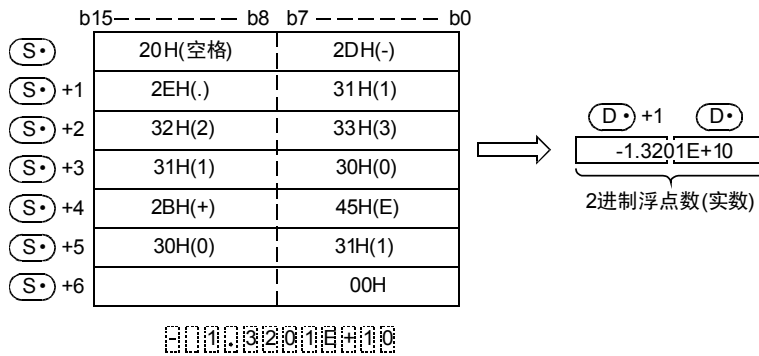 b15 b8 b7 b0
S• 20H(空格) 2DH(-)
S• +1 2EH(.) 31H(1)
S• +2 32H(2) 33H(3)
S• +3 31H(1) 30H(0)
S• +4 2BH(+) 45H(E)
S• +5 30H(0) 31H(1)
S• +6 00H
D• +1 D•
-1.3201E+10
2进制浮点数(实数)
- 1.3201E+10